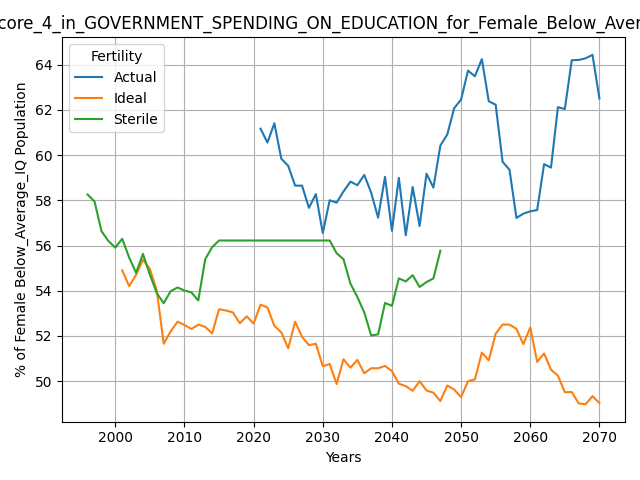 core_4_in_GOVERNMENT_SPENDING_ON_EDUCATION_for_Female_Below_Aver
Fertility
Actual
Ideal
Sterile
% of Female Below_Average_IQ Population
64
62
60
58
56
54
52
50
2000
2010
2020
2030
2040
2050
2060
2070
Years